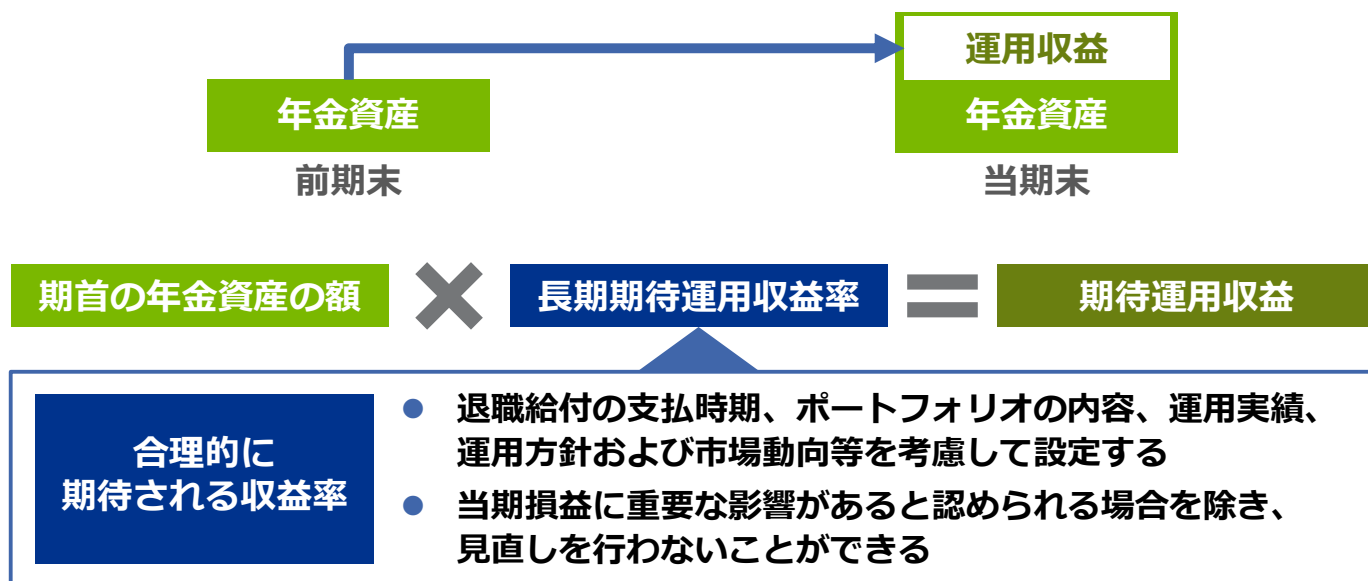 運用収益
年金資産
年金資産
前期末
当期末
期首の年金資産の額
×
長期期待運用収益率
=
期待運用収益
合理的に
期待される収益率
● 退職給付の支払時期、ポートフォリオの内容、運用実績、
運用方針および市場動向等を考慮して設定する
● 当期損益に重要な影響があると認められる場合を除き、
見直しを行わないことができる